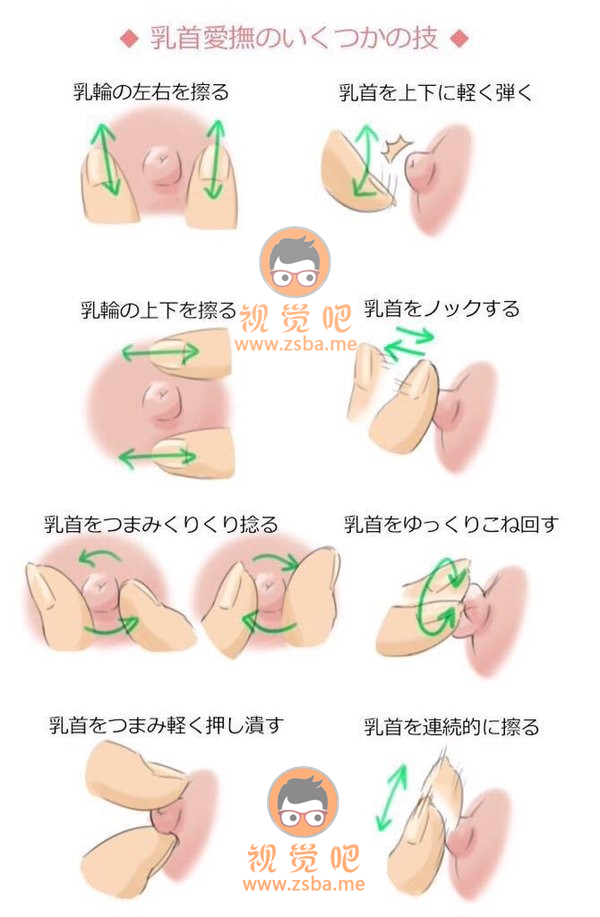 ◆ 乳首愛撫のいくつかの技 ◆
乳輪の左右を擦る
乳首を上下に軽く弾く
乳輪の上下を擦る
乳首をノックする
视觉吧
www.zsba.me
乳首をつまみくりくり捻る
乳首をゆっくりこね回す
乳首をつまみ軽く押し潰す
乳首を連続的に擦る
视觉吧
www.zsba.me